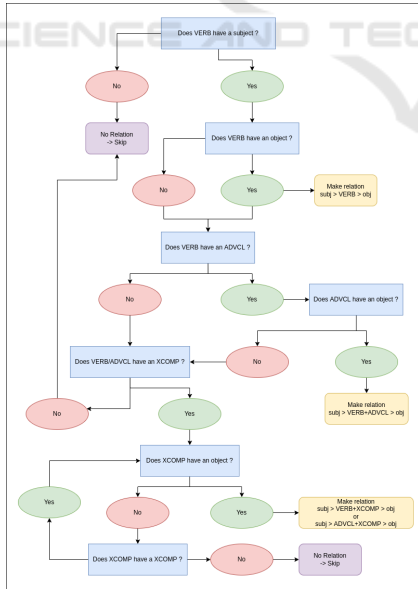 IENCE AND TEC
Does VERB have a subject ?
No
Yes
No Relation
-> Skip
Does VERB have an object ?
No
Yes
Make relation
subj > VERB > obj
Does VERB have an ADVCL ?
No
Yes
Does ADVCL have an object ?
Does VERB/ADVCL have an XCOMP ?
No
Yes
No
Yes
Make relation
subj > VERB+ADVCL > obj
Does XCOMP have an object ?
Yes
No
Yes
Make relation
subj > VERB+XCOMP > obj
or
subj > ADVCL+XCOMP > obj
Does XCOMP have a XCOMP ?
No
No Relation
-> Skip